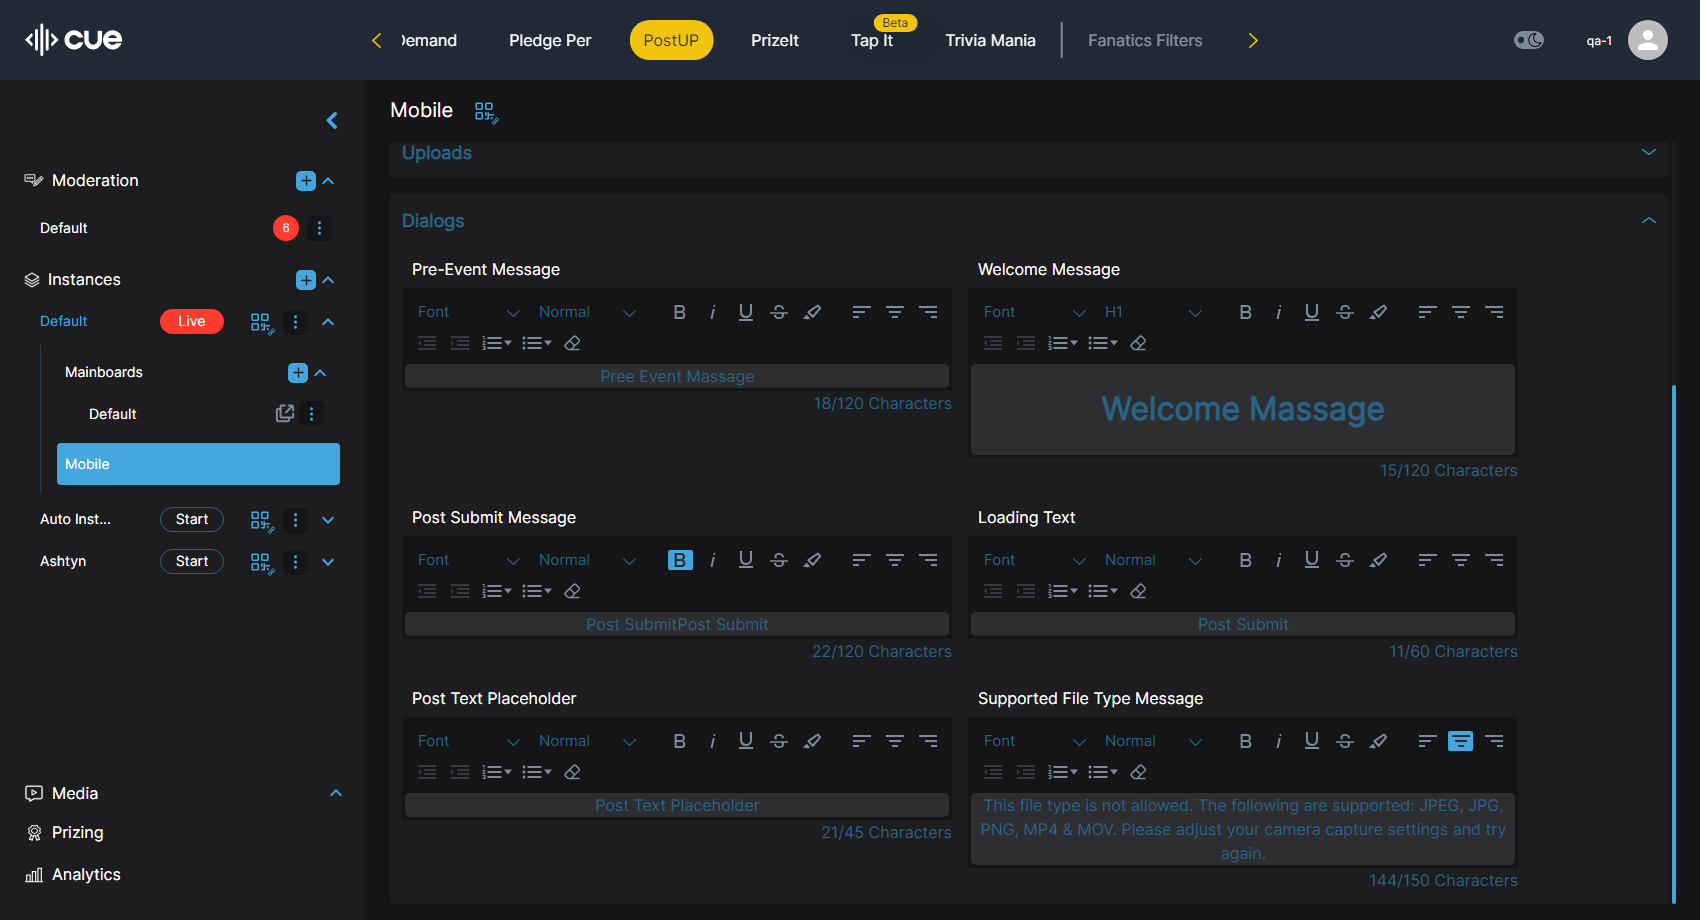 cue
Demand
Pledge Per
PostUP
PrizeIt
Beta
Tap It
Trivia Mania
Fanatics Filters
qa-1
Moderation
Default
6
Instances
Default
Live
Mainboards
Default
Mobile
Auto Inst...
Start
Ashtyn
Start
Media
Prizing
Analytics
Mobile
Uploads
Dialogs
Pre-Event Message
Font Normal B i U S
Pree Event Massage
18/120 Characters
Welcome Message
Font H1 B i U S
Welcome Massage
15/120 Characters
Post Submit Message
Font Normal B i U S
Post SubmitPost Submit
22/120 Characters
Loading Text
Font Normal B i U S
Post Submit
11/60 Characters
Post Text Placeholder
Font Normal B i U S
Post Text Placeholder
21/45 Characters
Supported File Type Message
Font Normal B i U S
This file type is not allowed. The following are supported: JPEG, JPG,
PNG, MP4 & MOV. Please adjust your camera capture settings and try
again.
144/150 Characters